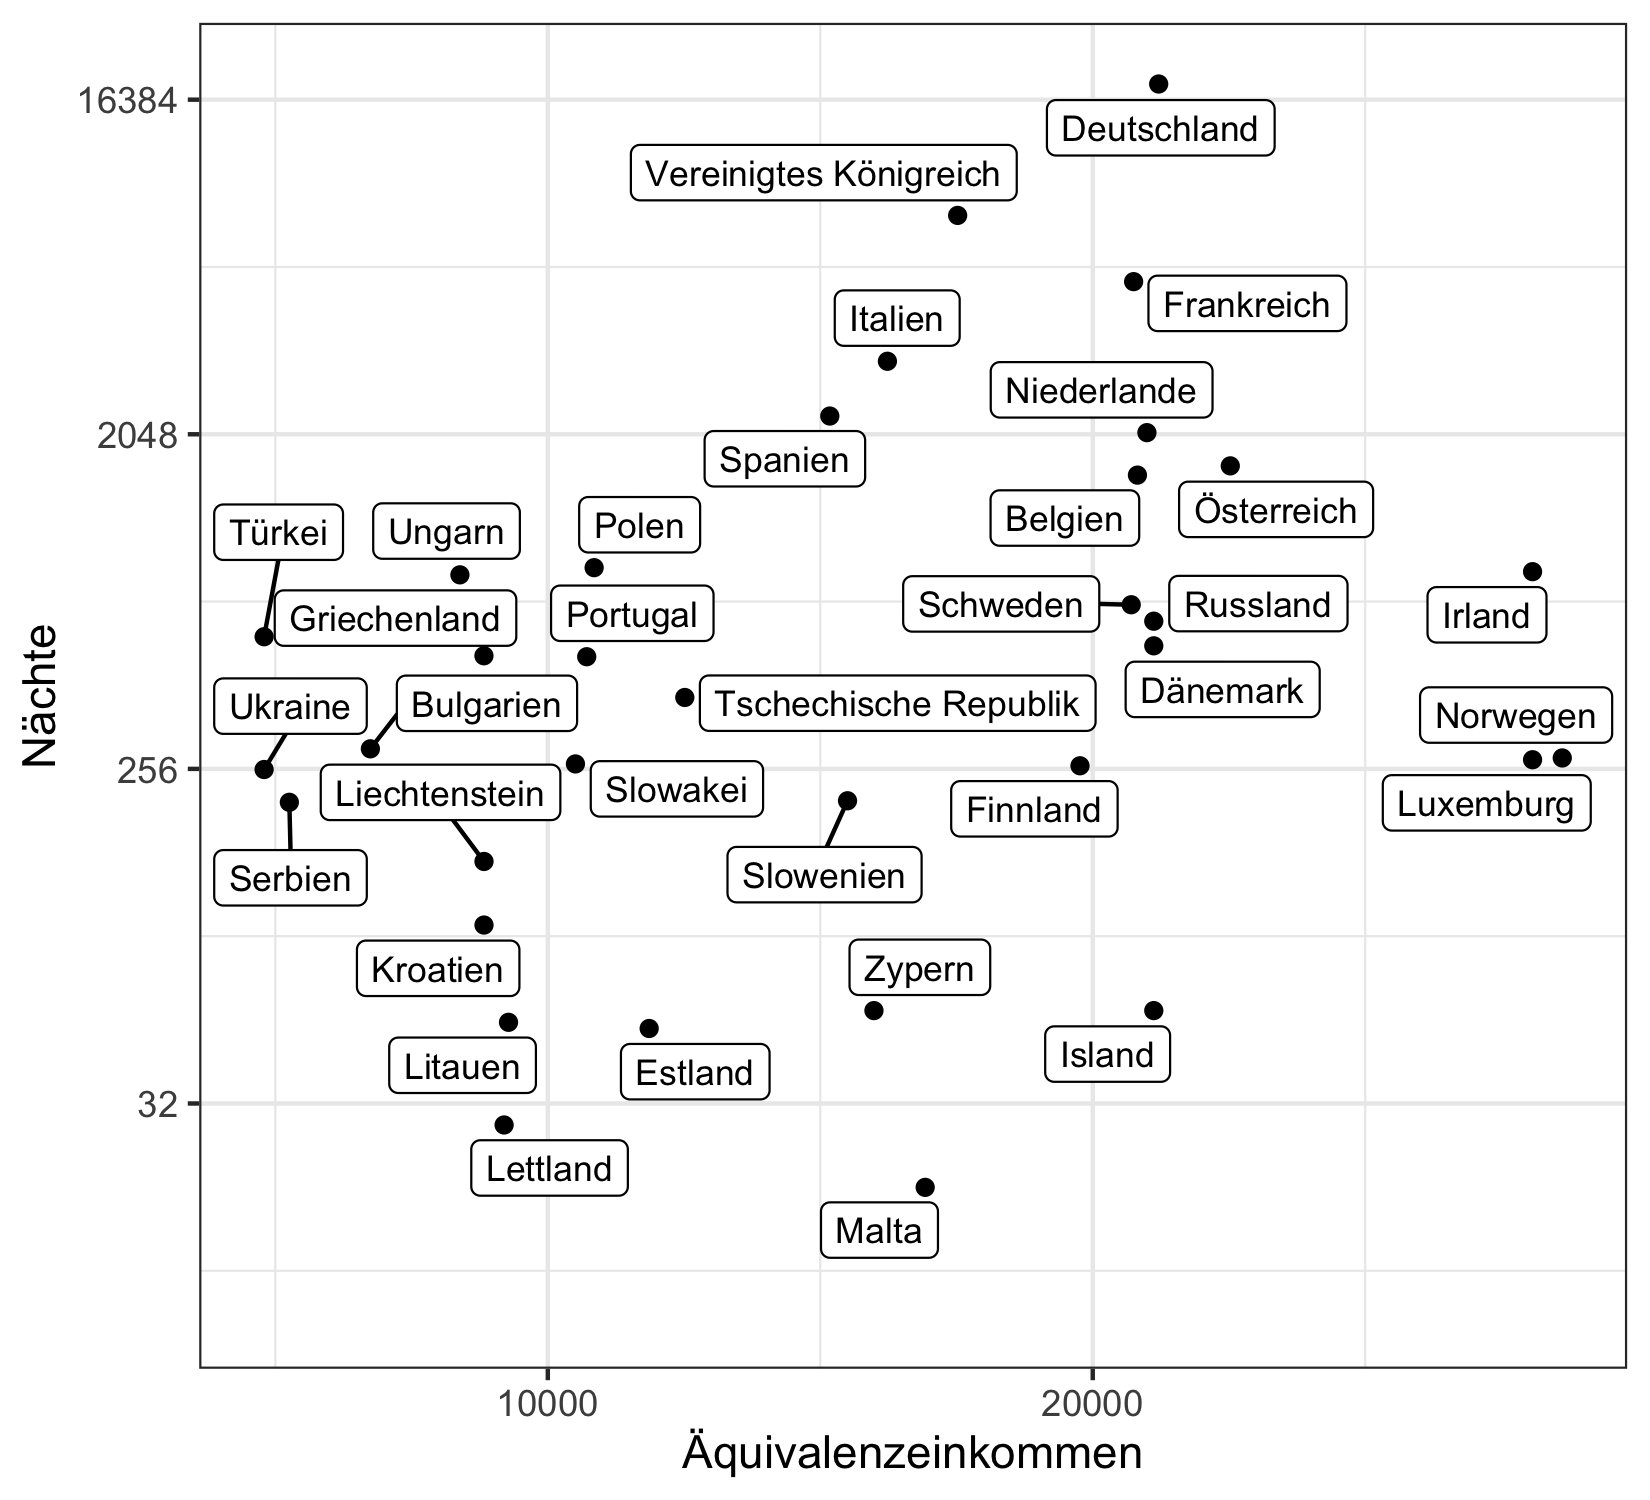 16384
Deutschland
Vereinigtes Königreich
Frankreich
Italien
Niederlande
2048
Spanien
Österreich
Belgien
Polen
Türkei
Ungarn
Schweden
Russland
Irland
Griechenland
Portugal
Dänemark
Nächte
Ukraine
Bulgarien
Tschechische Republik
Norwegen
256
Liechtenstein
Slowakei
Finnland
Luxemburg
Serbien
Slowenien
Kroatien
Zypern
Litauen
Estland
Island
32
Lettland
Malta
10000
20000
Äquivalenzeinkommen